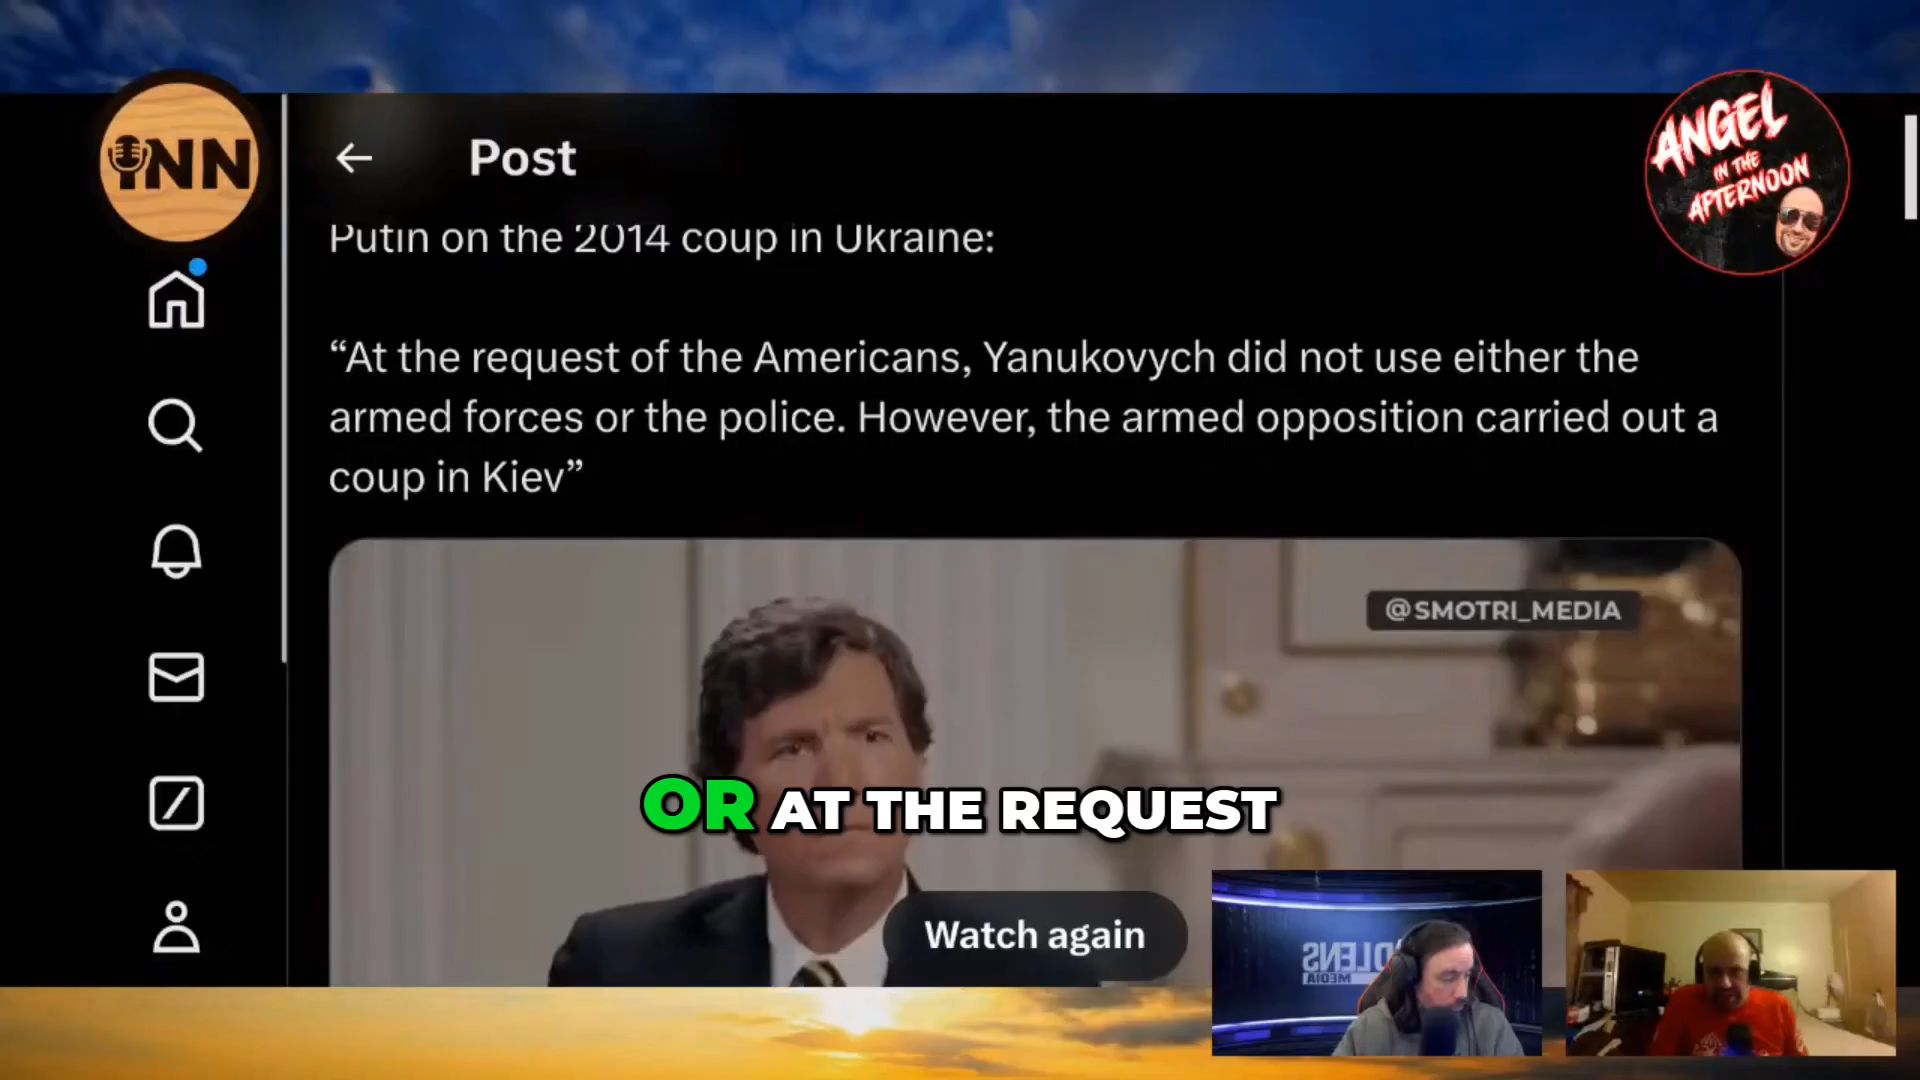 iNN
Post
ANGEL
IN THE
AFTERNOON
Putin on the 2014 coup in Ukraine:
“At the request of the Americans, Yanukovych did not use either the
armed forces or the police. However, the armed opposition carried out a
coup in Kiev”
@SMOTRI_MEDIA
OR AT THE REQUEST
Watch again
MEDIA